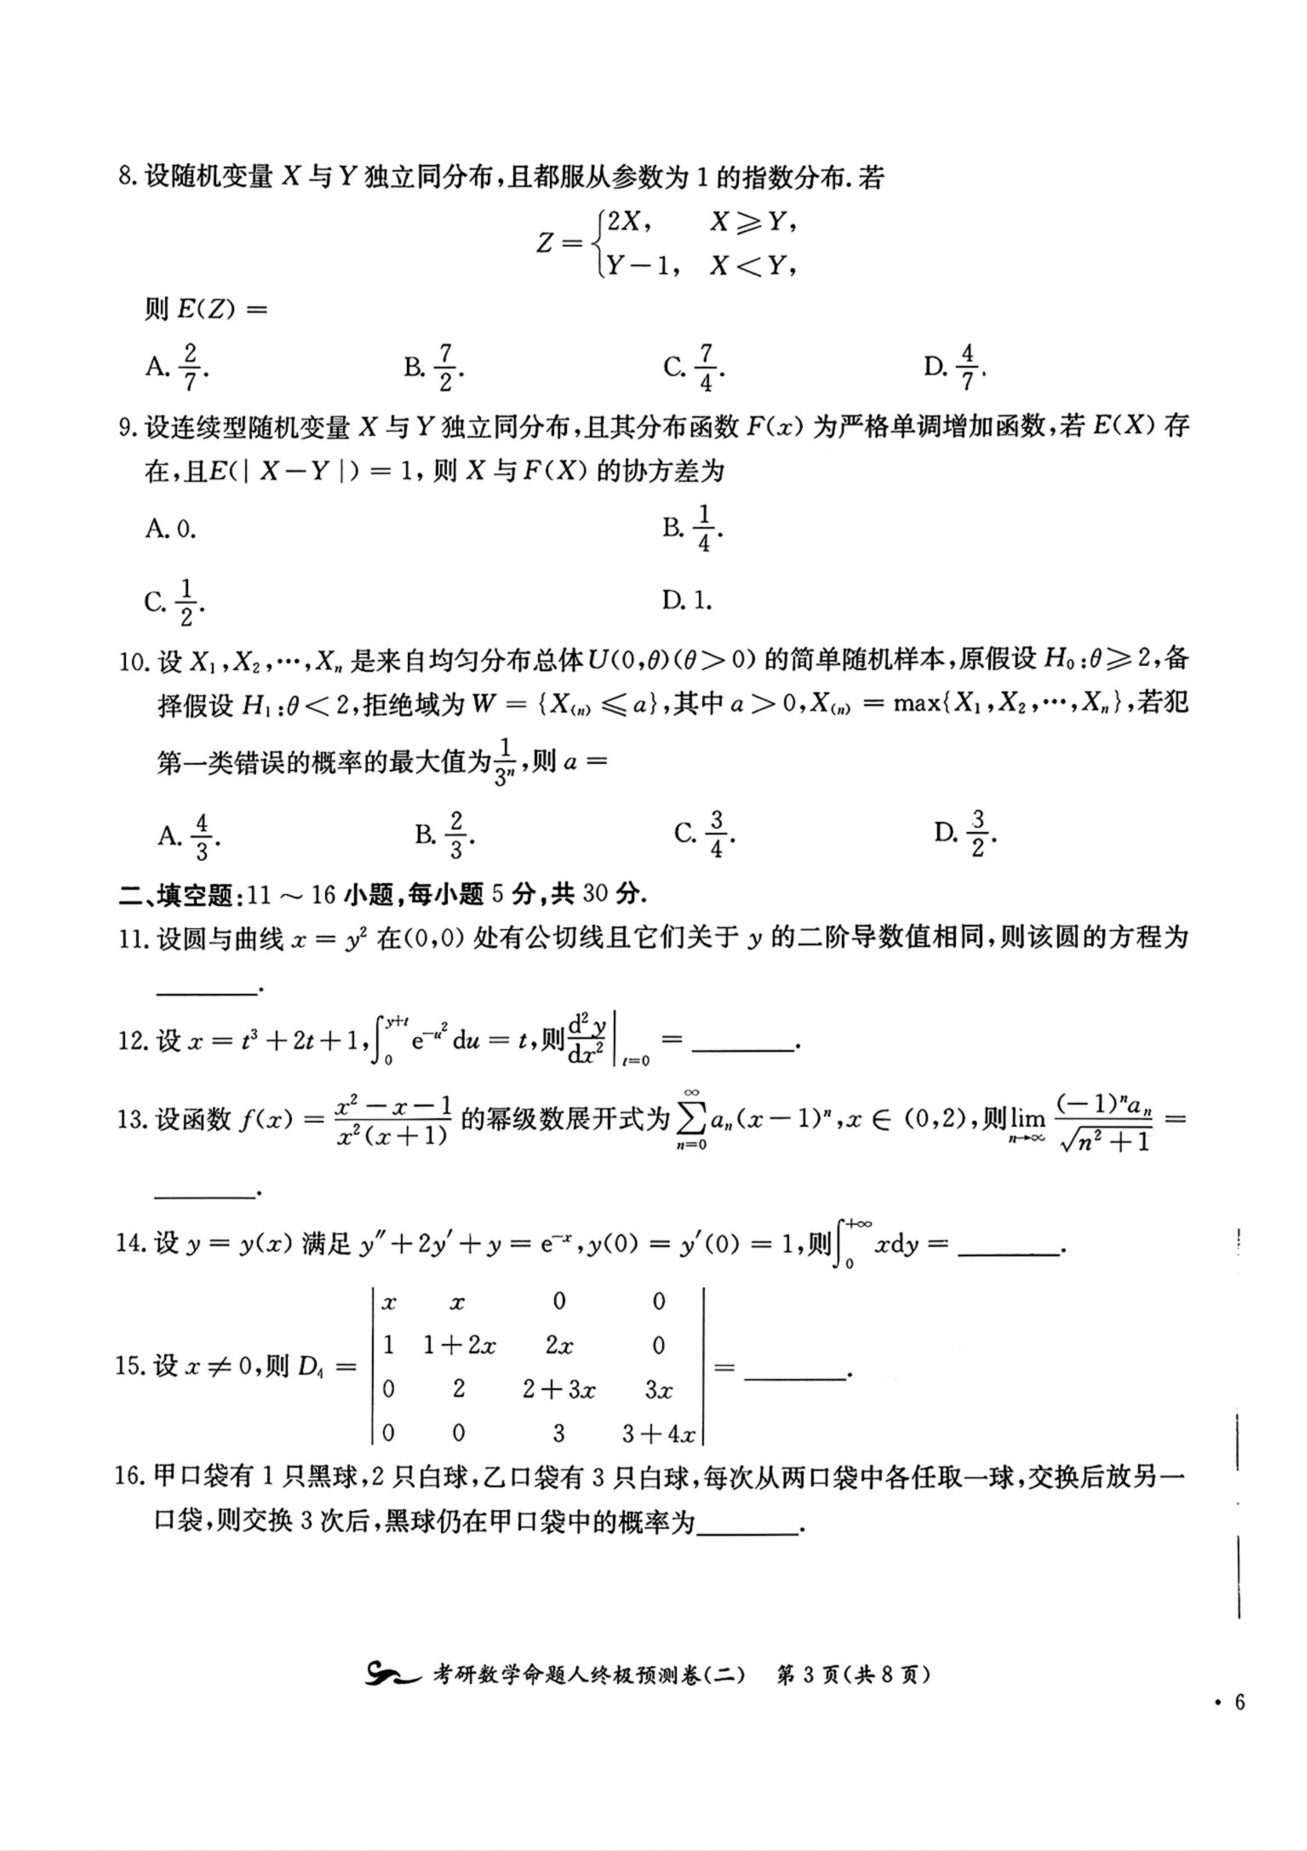 8. 设随机变量 X 与 Y 独立同分布,且都服从参数为 1 的指数分布. 若
Z = { 2X, X ⩾ Y,
Y − 1, X < Y,
则 E(Z) =
A. 2/7. B. 7/2. C. 7/4. D. 4/7.
9. 设连续型随机变量 X 与 Y 独立同分布,且其分布函数 F(x) 为严格单调增加函数,若 E(X) 存
在,且E(| X − Y |) = 1, 则 X 与 F(X) 的协方差为
A. 0. B. 1/4.
C. 1/2. D. 1.
10. 设 X₁,X₂,⋯,Xₙ 是来自均匀分布总体U(0,θ)(θ > 0) 的简单随机样本,原假设 H₀:θ ⩾ 2,备
择假设 H₁:θ < 2,拒绝域为 W = {X₍ₙ₎ ⩽ a},其中 a > 0,X₍ₙ₎ = max{X₁,X₂,⋯,Xₙ},若犯
第一类错误的概率的最大值为 1/3ⁿ,则 a =
A. 4/3. B. 2/3. C. 3/4. D. 3/2.
二、填空题:11 ～ 16 小题,每小题 5 分,共 30 分.
11. 设圆与曲线 x = y² 在(0,0) 处有公切线且它们关于 y 的二阶导数值相同,则该圆的方程为
________.
12. 设 x = t³ + 2t + 1, ∫₀^(y+t) e^(−u²) du = t,则 d²y/dx² |_(t=0) = ________.
13. 设函数 f(x) = (x² − x − 1)/(x²(x + 1)) 的幂级数展开式为 ∑_(n=0)^∞ aₙ(x − 1)ⁿ,x ∈ (0,2),则 lim_(n→∞) (−1)ⁿaₙ/√(n² + 1) =
________.
14. 设 y = y(x) 满足 y″ + 2y′ + y = e^(−x),y(0) = y′(0) = 1,则 ∫₀^(+∞) xdy = ________.
15. 设 x ≠ 0,则 D₄ = | x x 0 0
1 1 + 2x 2x 0
0 2 2 + 3x 3x
0 0 3 3 + 4x | = ________.
16. 甲口袋有 1 只黑球,2 只白球,乙口袋有 3 只白球,每次从两口袋中各任取一球,交换后放另一
口袋,则交换 3 次后,黑球仍在甲口袋中的概率为________.
考研数学命题人终极预测卷(二) 第 3 页(共 8 页)
· 6